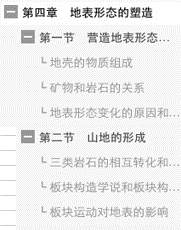 第四章 地表形态的塑造
第一节 营造地表形态...
地壳的物质组成
矿物和岩石的关系
地表形态变化的原因和...
第二节 山地的形成
三类岩石的相互转化和...
板块构造学说和板块构...
板块运动对地表的影响